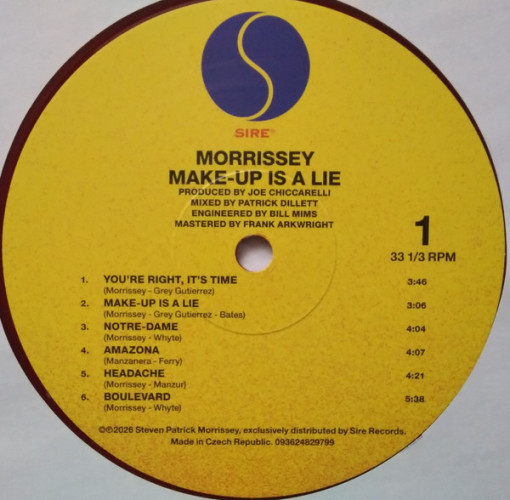 SIRE®
MORRISSEY
MAKE-UP IS A LIE
PRODUCED BY JOE CHICCARELLI
MIXED BY PATRICK DILLETT
ENGINEERED BY BILL MIMS
MASTERED BY FRANK ARKWRIGHT
1
33 1/3 RPM
1. YOU'RE RIGHT, IT'S TIME 3:46
(Morrissey - Grey Gutierrez)
2. MAKE-UP IS A LIE 3:06
(Morrissey - Grey Gutierrez - Bates)
3. NOTRE-DAME 4:04
(Morrissey - Whyte)
4. AMAZONA 4:07
(Manzanera - Ferry)
5. HEADACHE 4:21
(Morrissey - Manzur)
6. BOULEVARD 5:38
(Morrissey - Whyte)
©℗2026 Steven Patrick Morrissey, exclusively distributed by Sire Records.
Made in Czech Republic. 093624829799